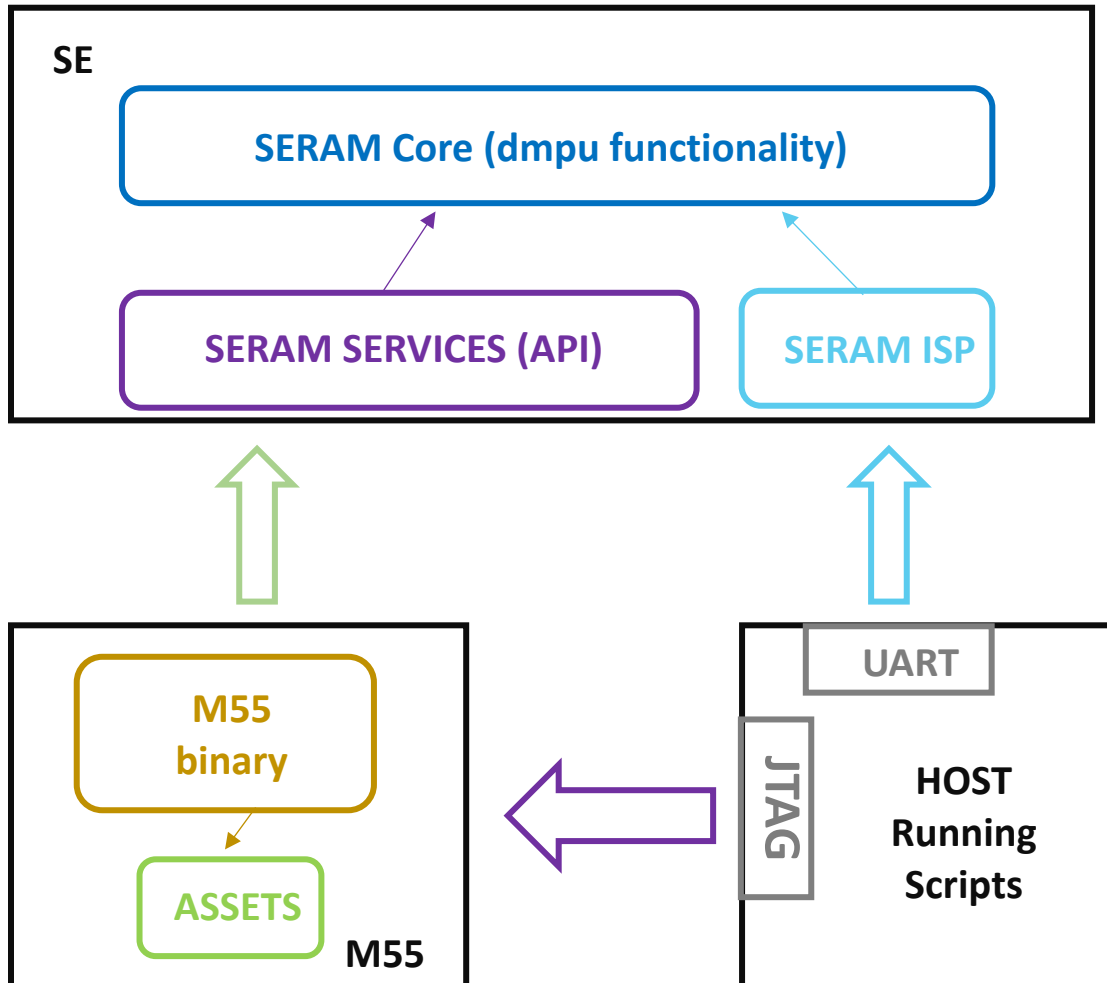 SE
SERAM Core (dmpu functionality)
SERAM SERVICES (API)
SERAM ISP
M55
binary
ASSETS
M55
UART
JTAG
HOST
Running
Scripts